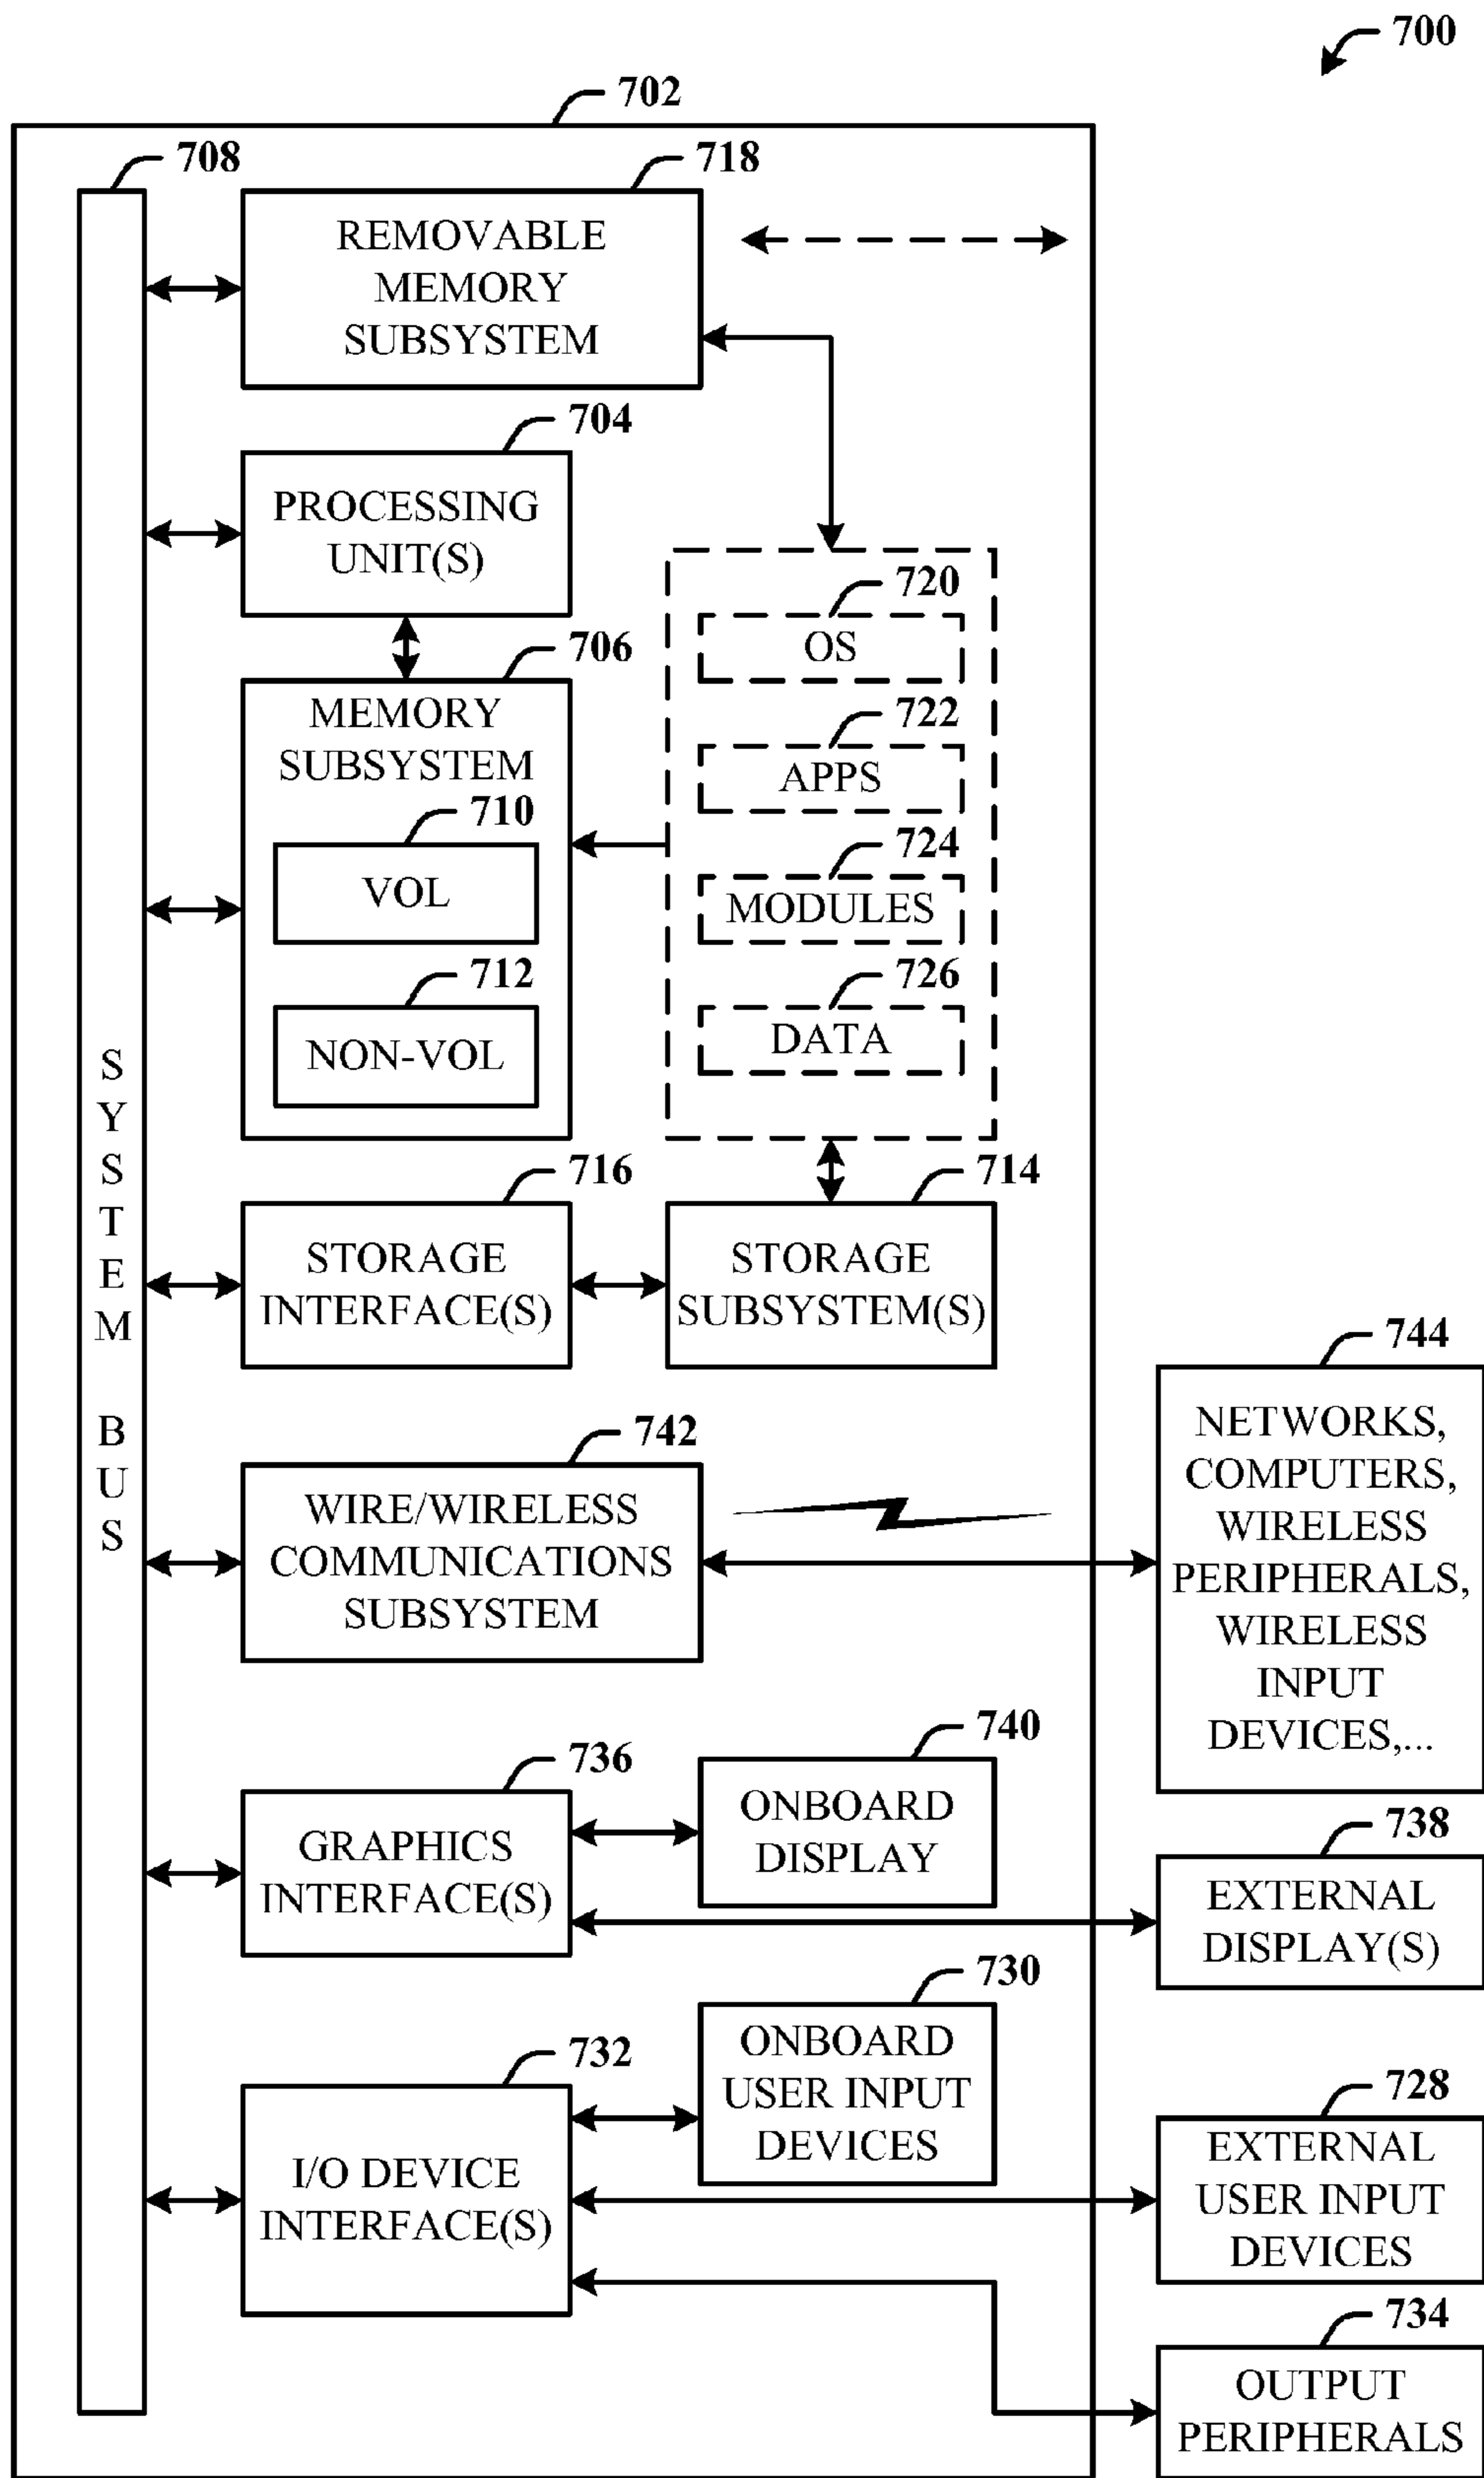 700
702
708
718
REMOVABLE
MEMORY
SUBSYSTEM
704
PROCESSING
UNIT(S)
706
MEMORY
SUBSYSTEM
710
VOL
712
NON-VOL
720
OS
722
APPS
724
MODULES
726
DATA
SYSTEM BUS
716
STORAGE
INTERFACE(S)
714
STORAGE
SUBSYSTEM(S)
742
WIRE/WIRELESS
COMMUNICATIONS
SUBSYSTEM
744
NETWORKS,
COMPUTERS,
WIRELESS
PERIPHERALS,
WIRELESS
INPUT
DEVICES,...
736
GRAPHICS
INTERFACE(S)
740
ONBOARD
DISPLAY
738
EXTERNAL
DISPLAY(S)
732
I/O DEVICE
INTERFACE(S)
730
ONBOARD
USER INPUT
DEVICES
728
EXTERNAL
USER INPUT
DEVICES
734
OUTPUT
PERIPHERALS